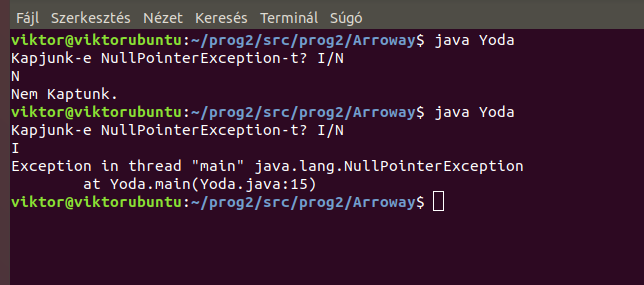 Fájl Szerkesztés Nézet Keresés Terminál Súgó
viktor@viktorubuntu:~/prog2/src/prog2/Arroway$ java Yoda
Kapjunk-e NullPointerException-t? I/N
N
Nem Kaptunk.
viktor@viktorubuntu:~/prog2/src/prog2/Arroway$ java Yoda
Kapjunk-e NullPointerException-t? I/N
I
Exception in thread "main" java.lang.NullPointerException
        at Yoda.main(Yoda.java:15)
viktor@viktorubuntu:~/prog2/src/prog2/Arroway$